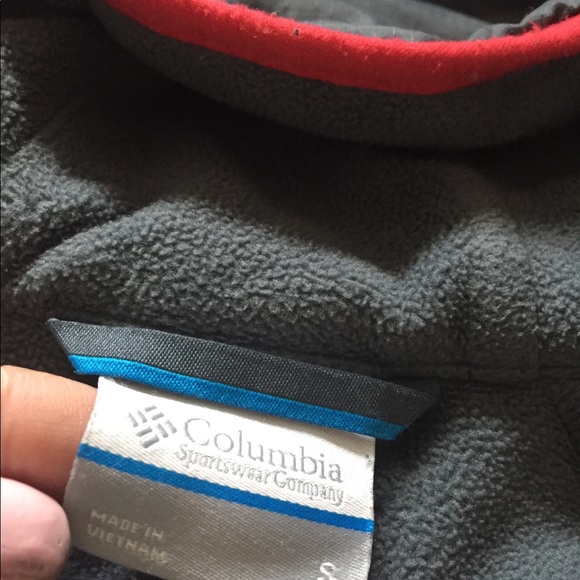 Columbia
Sportswear Company
MADE IN
VIETNAM
S